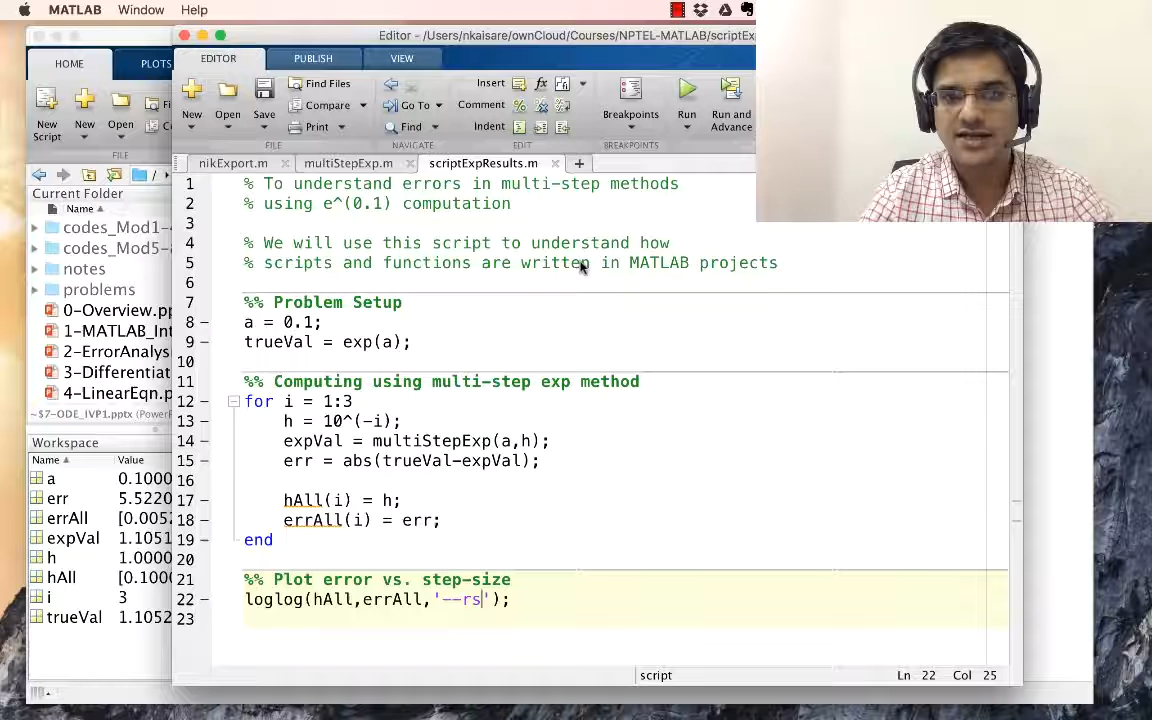 MATLAB Window Help
Editor - /Users/nkaisare/ownCloud/Courses/NPTEL-MATLAB/scriptExp
HOME PLOTS
EDITOR PUBLISH VIEW
New Script New Open
FILE
New Open Save
Find Files
Compare
Print
Go To
Find
Insert
Comment
Indent
Breakpoints
Run
Run and Advance
FILE NAVIGATE EDIT BREAKPOINTS
nikExport.m multiStepExp.m scriptExpResults.m
Current Folder
Name
codes_Mod1-
codes_Mod5-
notes
problems
0-Overview.pp
1-MATLAB_Int
2-ErrorAnalys
3-Differentiat
4-LinearEqn.p
~$7-ODE_IVP1.pptx (PowerP
Workspace
Name Value
a 0.1000
err 5.5220
errAll [0.0052
expVal 1.1051
h 1.0000
hAll [0.1000
i 3
trueVal 1.1052
1 % To understand errors in multi-step methods
2 % using e^(0.1) computation
3
4 % We will use this script to understand how
5 % scripts and functions are written in MATLAB projects
6
7 %% Problem Setup
8 a = 0.1;
9 trueVal = exp(a);
10
11 %% Computing using multi-step exp method
12 for i = 1:3
13 h = 10^(-i);
14 expVal = multiStepExp(a,h);
15 err = abs(trueVal-expVal);
16
17 hAll(i) = h;
18 errAll(i) = err;
19 end
20
21 %% Plot error vs. step-size
22 loglog(hAll,errAll,'--rs');
23
script Ln 22 Col 25